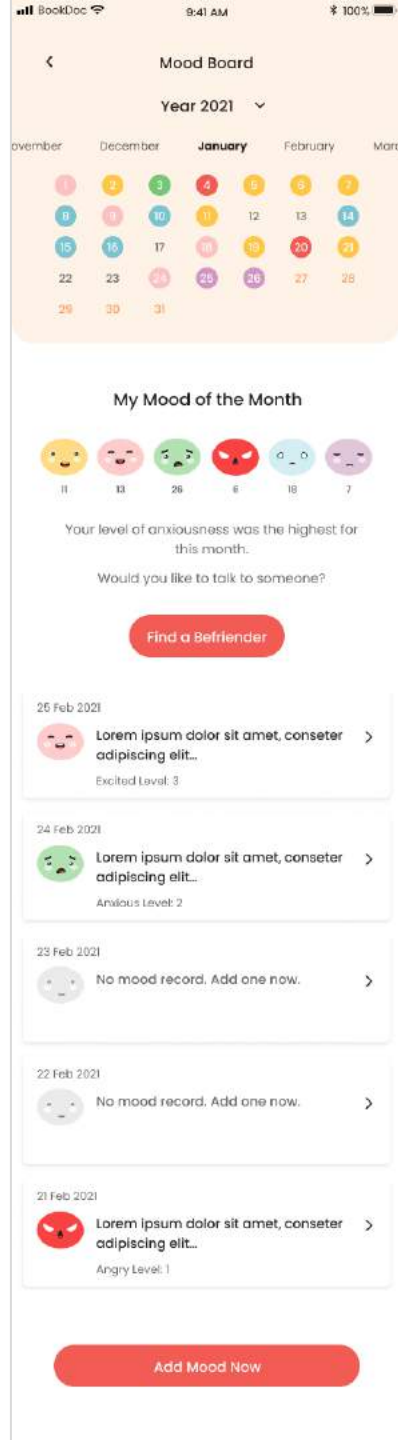 BookDoc 9:41 AM 100%
Mood Board
Year 2021
ovember December January February Marc
1 2 3 4 5 6 7
8 9 10 11 12 13 14
15 16 17 18 19 20 21
22 23 24 25 26 27 28
29 30 31
My Mood of the Month
11 13 26 6 18 7
Your level of anxiousness was the highest for
this month.
Would you like to talk to someone?
Find a Befriender
25 Feb 2021
Lorem ipsum dolor sit amet, conseter
adipiscing elit...
Excited Level: 3
24 Feb 2021
Lorem ipsum dolor sit amet, conseter
adipiscing elit...
Anxious Level: 2
23 Feb 2021
No mood record. Add one now.
22 Feb 2021
No mood record. Add one now.
21 Feb 2021
Lorem ipsum dolor sit amet, conseter
adipiscing elit...
Angry Level: 1
Add Mood Now